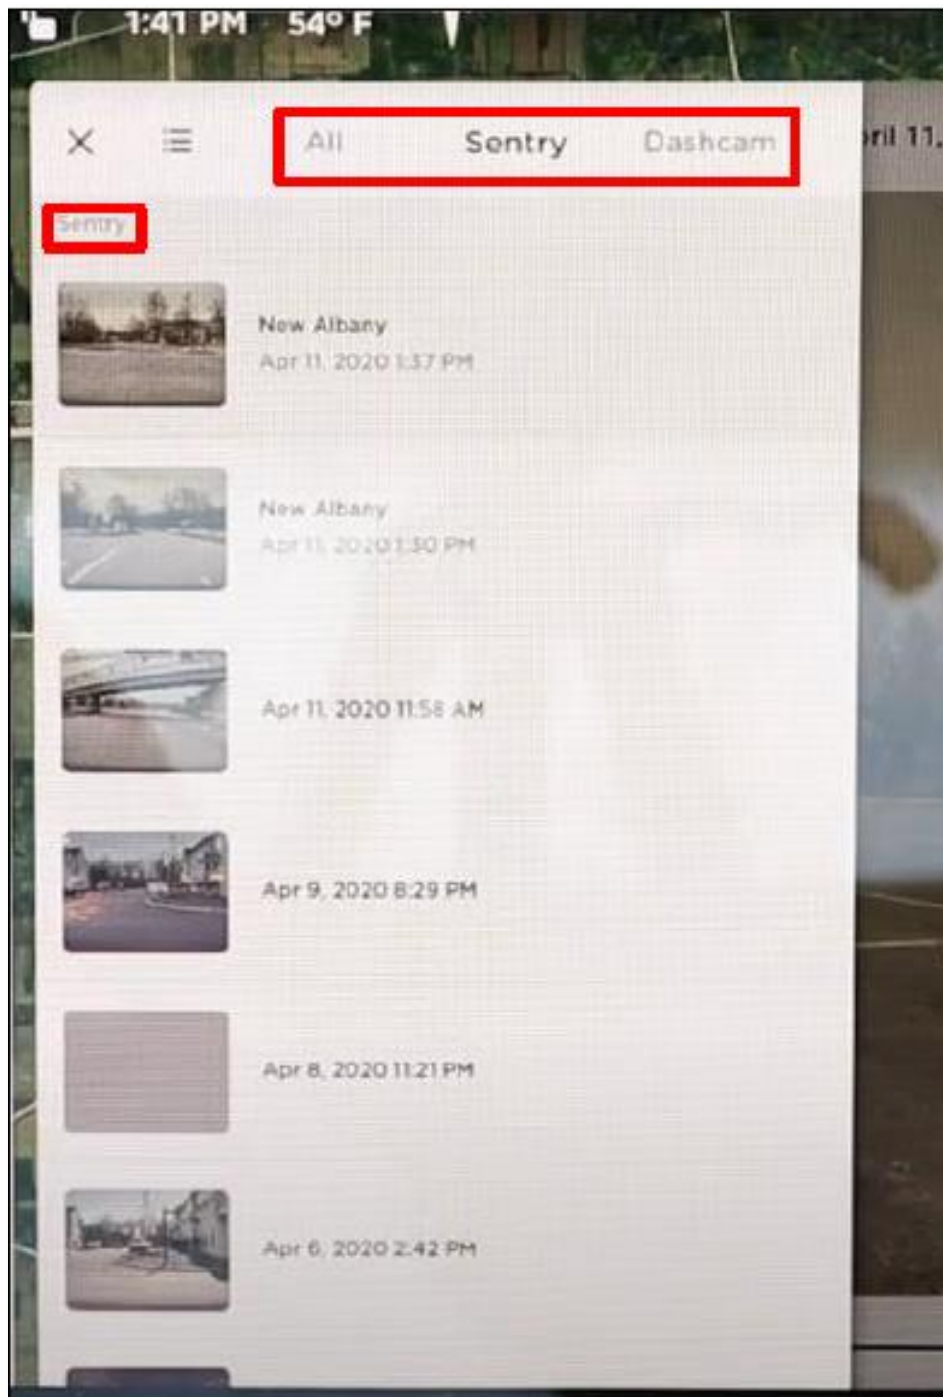 1:41 PM 54° F
All Sentry Dashcam
ril 11,
Sentry
New Albany
Apr 11, 2020 1:37 PM
New Albany
Apr 11, 2020 1:30 PM
Apr 11, 2020 11:58 AM
Apr 9, 2020 8:29 PM
Apr 8, 2020 11:21 PM
Apr 6, 2020 2:42 PM